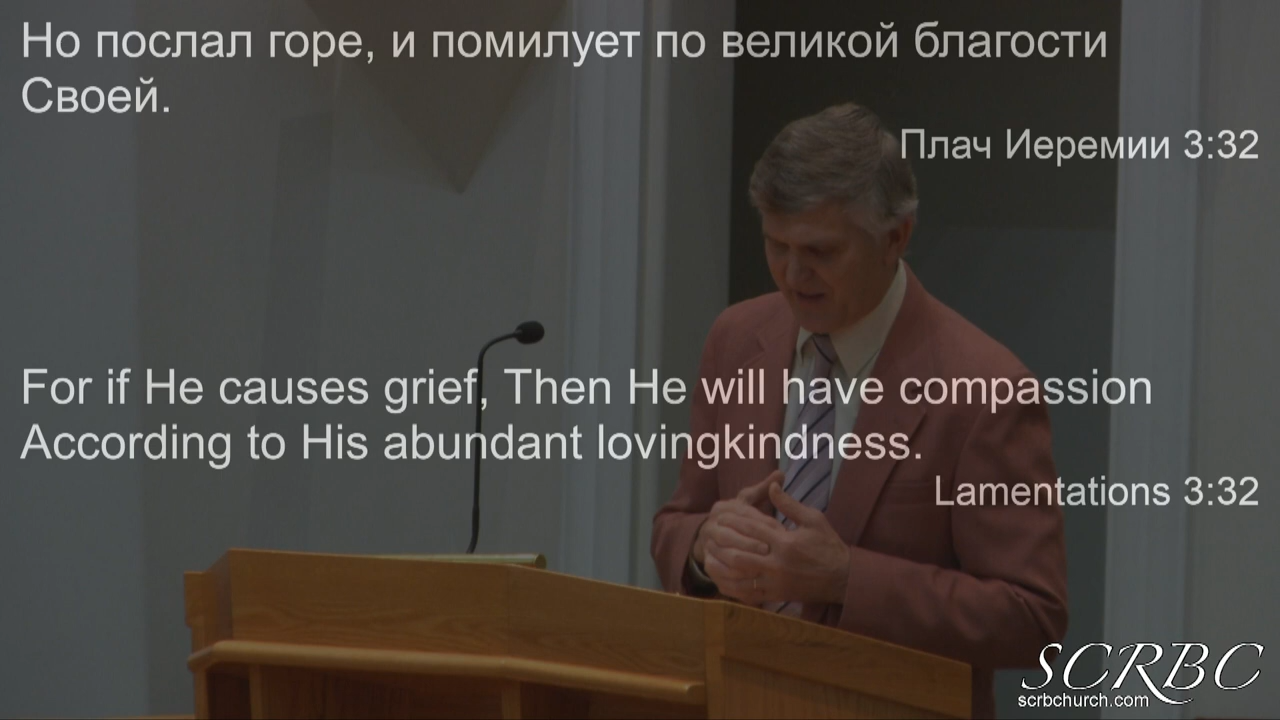 Но послал горе, и помилует по великой благости
Своей.
Плач Иеремии 3:32
For if He causes grief, Then He will have compassion
According to His abundant lovingkindness.
Lamentations 3:32
SCRBC
scrbchurch.com